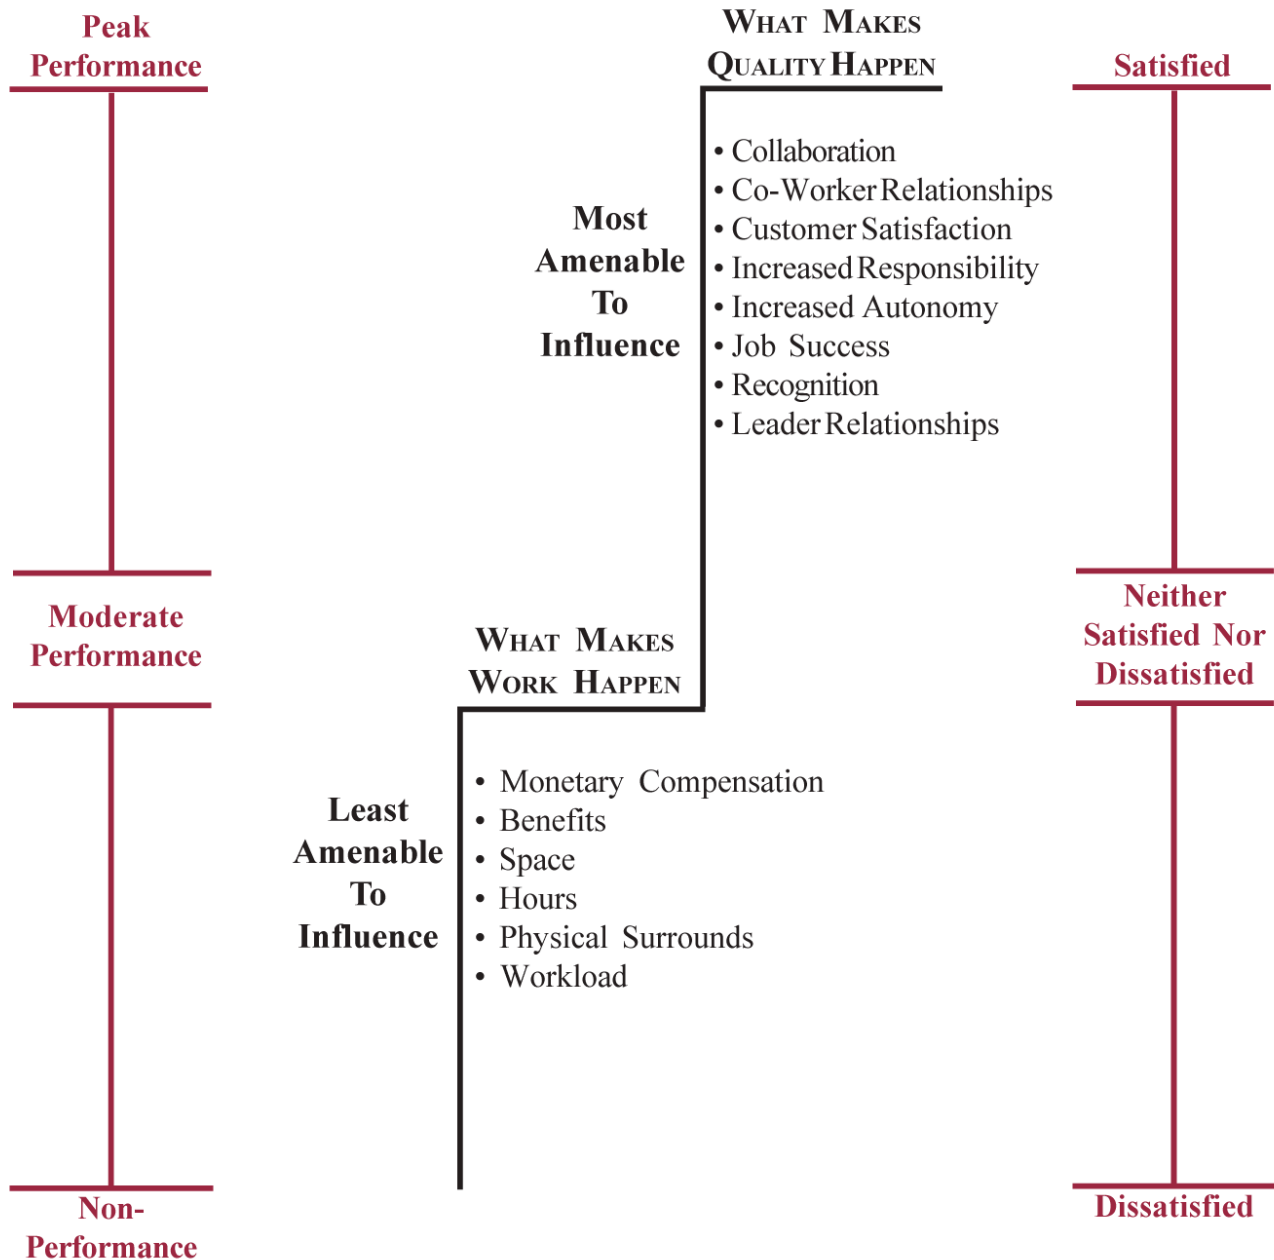 Peak
Performance
WHAT MAKES
QUALITY HAPPEN
Satisfied
• Collaboration
• Co-Worker Relationships
• Customer Satisfaction
• Increased Responsibility
• Increased Autonomy
• Job Success
• Recognition
• Leader Relationships
Most
Amenable
To
Influence
Moderate
Performance
Neither
Satisfied Nor
Dissatisfied
WHAT MAKES
WORK HAPPEN
Least
Amenable
To
Influence
• Monetary Compensation
• Benefits
• Space
• Hours
• Physical Surrounds
• Workload
Non-
Performance
Dissatisfied